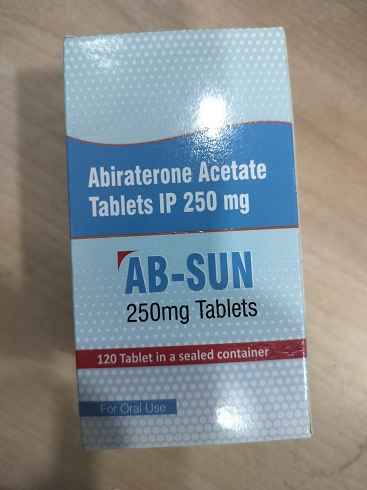 Abiraterone Acetate
Tablets IP 250 mg
AB-SUN
250mg Tablets
120 Tablet in a sealed container
For Oral Use